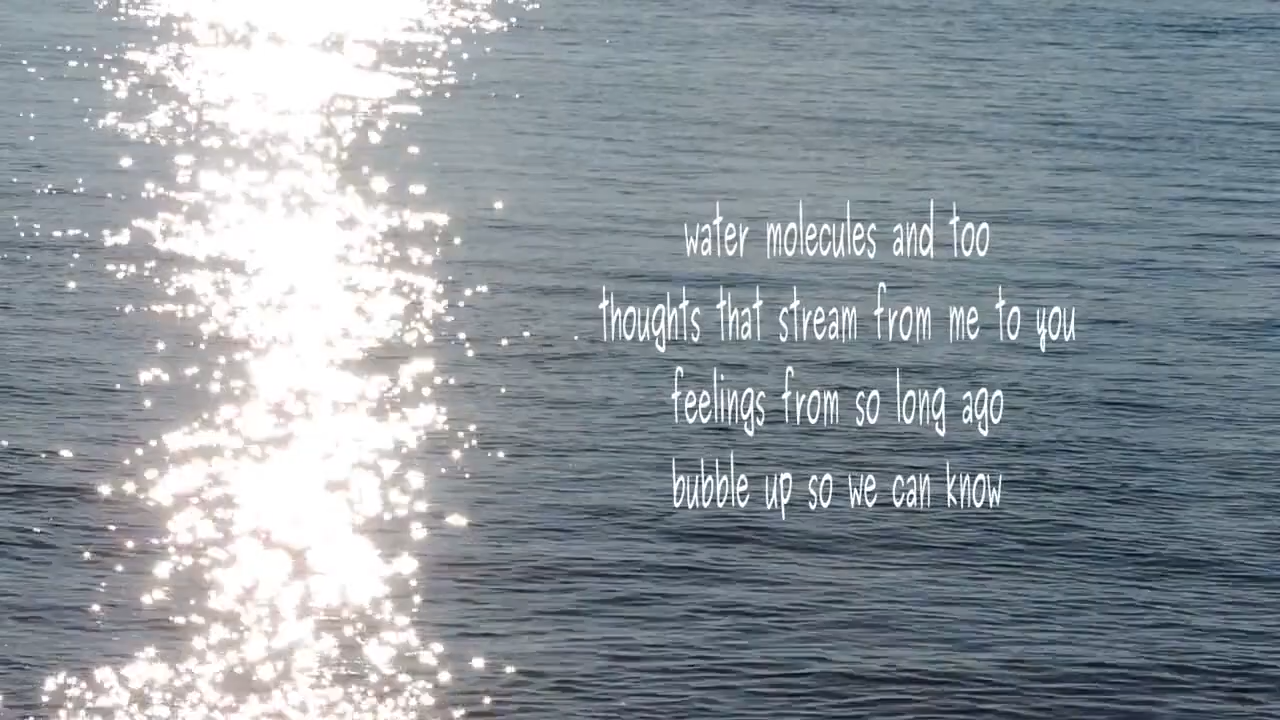 water molecules and too
thoughts that stream from me to you
feelings from so long ago
bubble up so we can know